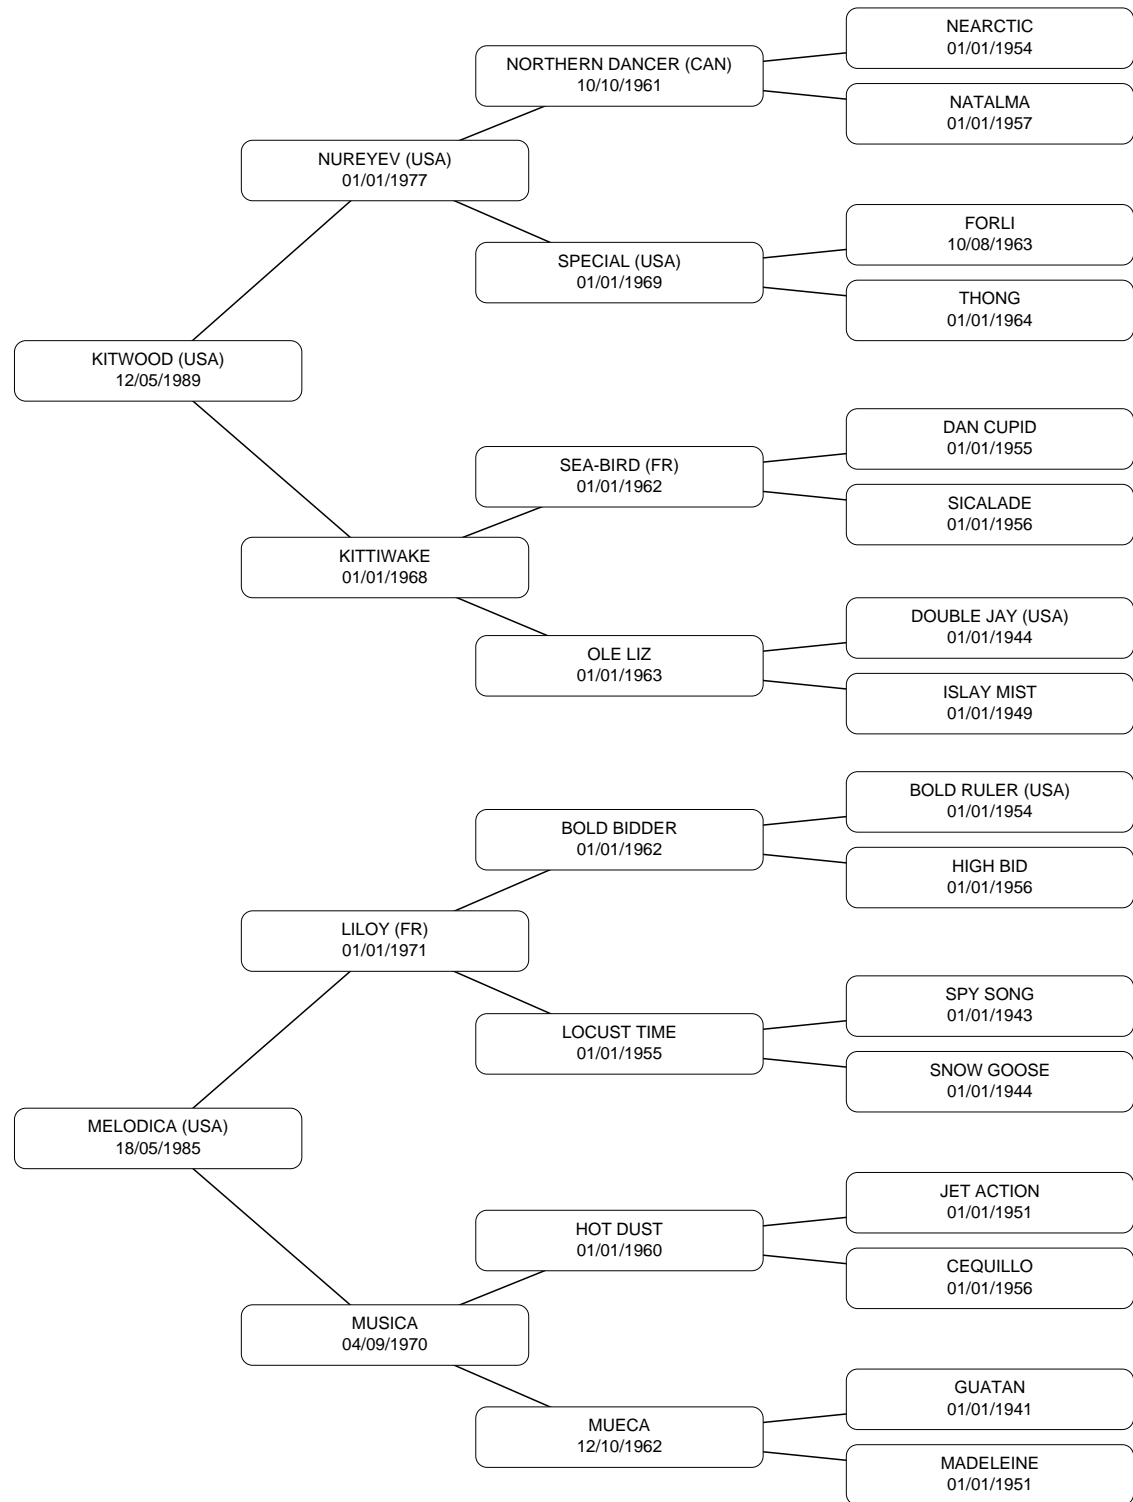 NEARCTIC
01/01/1954
NORTHERN DANCER (CAN)
10/10/1961
NATALMA
01/01/1957
NUREYEV (USA)
01/01/1977
FORLI
10/08/1963
SPECIAL (USA)
01/01/1969
THONG
01/01/1964
KITWOOD (USA)
12/05/1989
DAN CUPID
01/01/1955
SEA-BIRD (FR)
01/01/1962
SICALADE
01/01/1956
KITTIWAKE
01/01/1968
DOUBLE JAY (USA)
01/01/1944
OLE LIZ
01/01/1963
ISLAY MIST
01/01/1949
BOLD RULER (USA)
01/01/1954
BOLD BIDDER
01/01/1962
HIGH BID
01/01/1956
LILOY (FR)
01/01/1971
SPY SONG
01/01/1943
LOCUST TIME
01/01/1955
SNOW GOOSE
01/01/1944
MELODICA (USA)
18/05/1985
JET ACTION
01/01/1951
HOT DUST
01/01/1960
CEQUILLO
01/01/1956
MUSICA
04/09/1970
GUATAN
01/01/1941
MUECA
12/10/1962
MADELEINE
01/01/1951